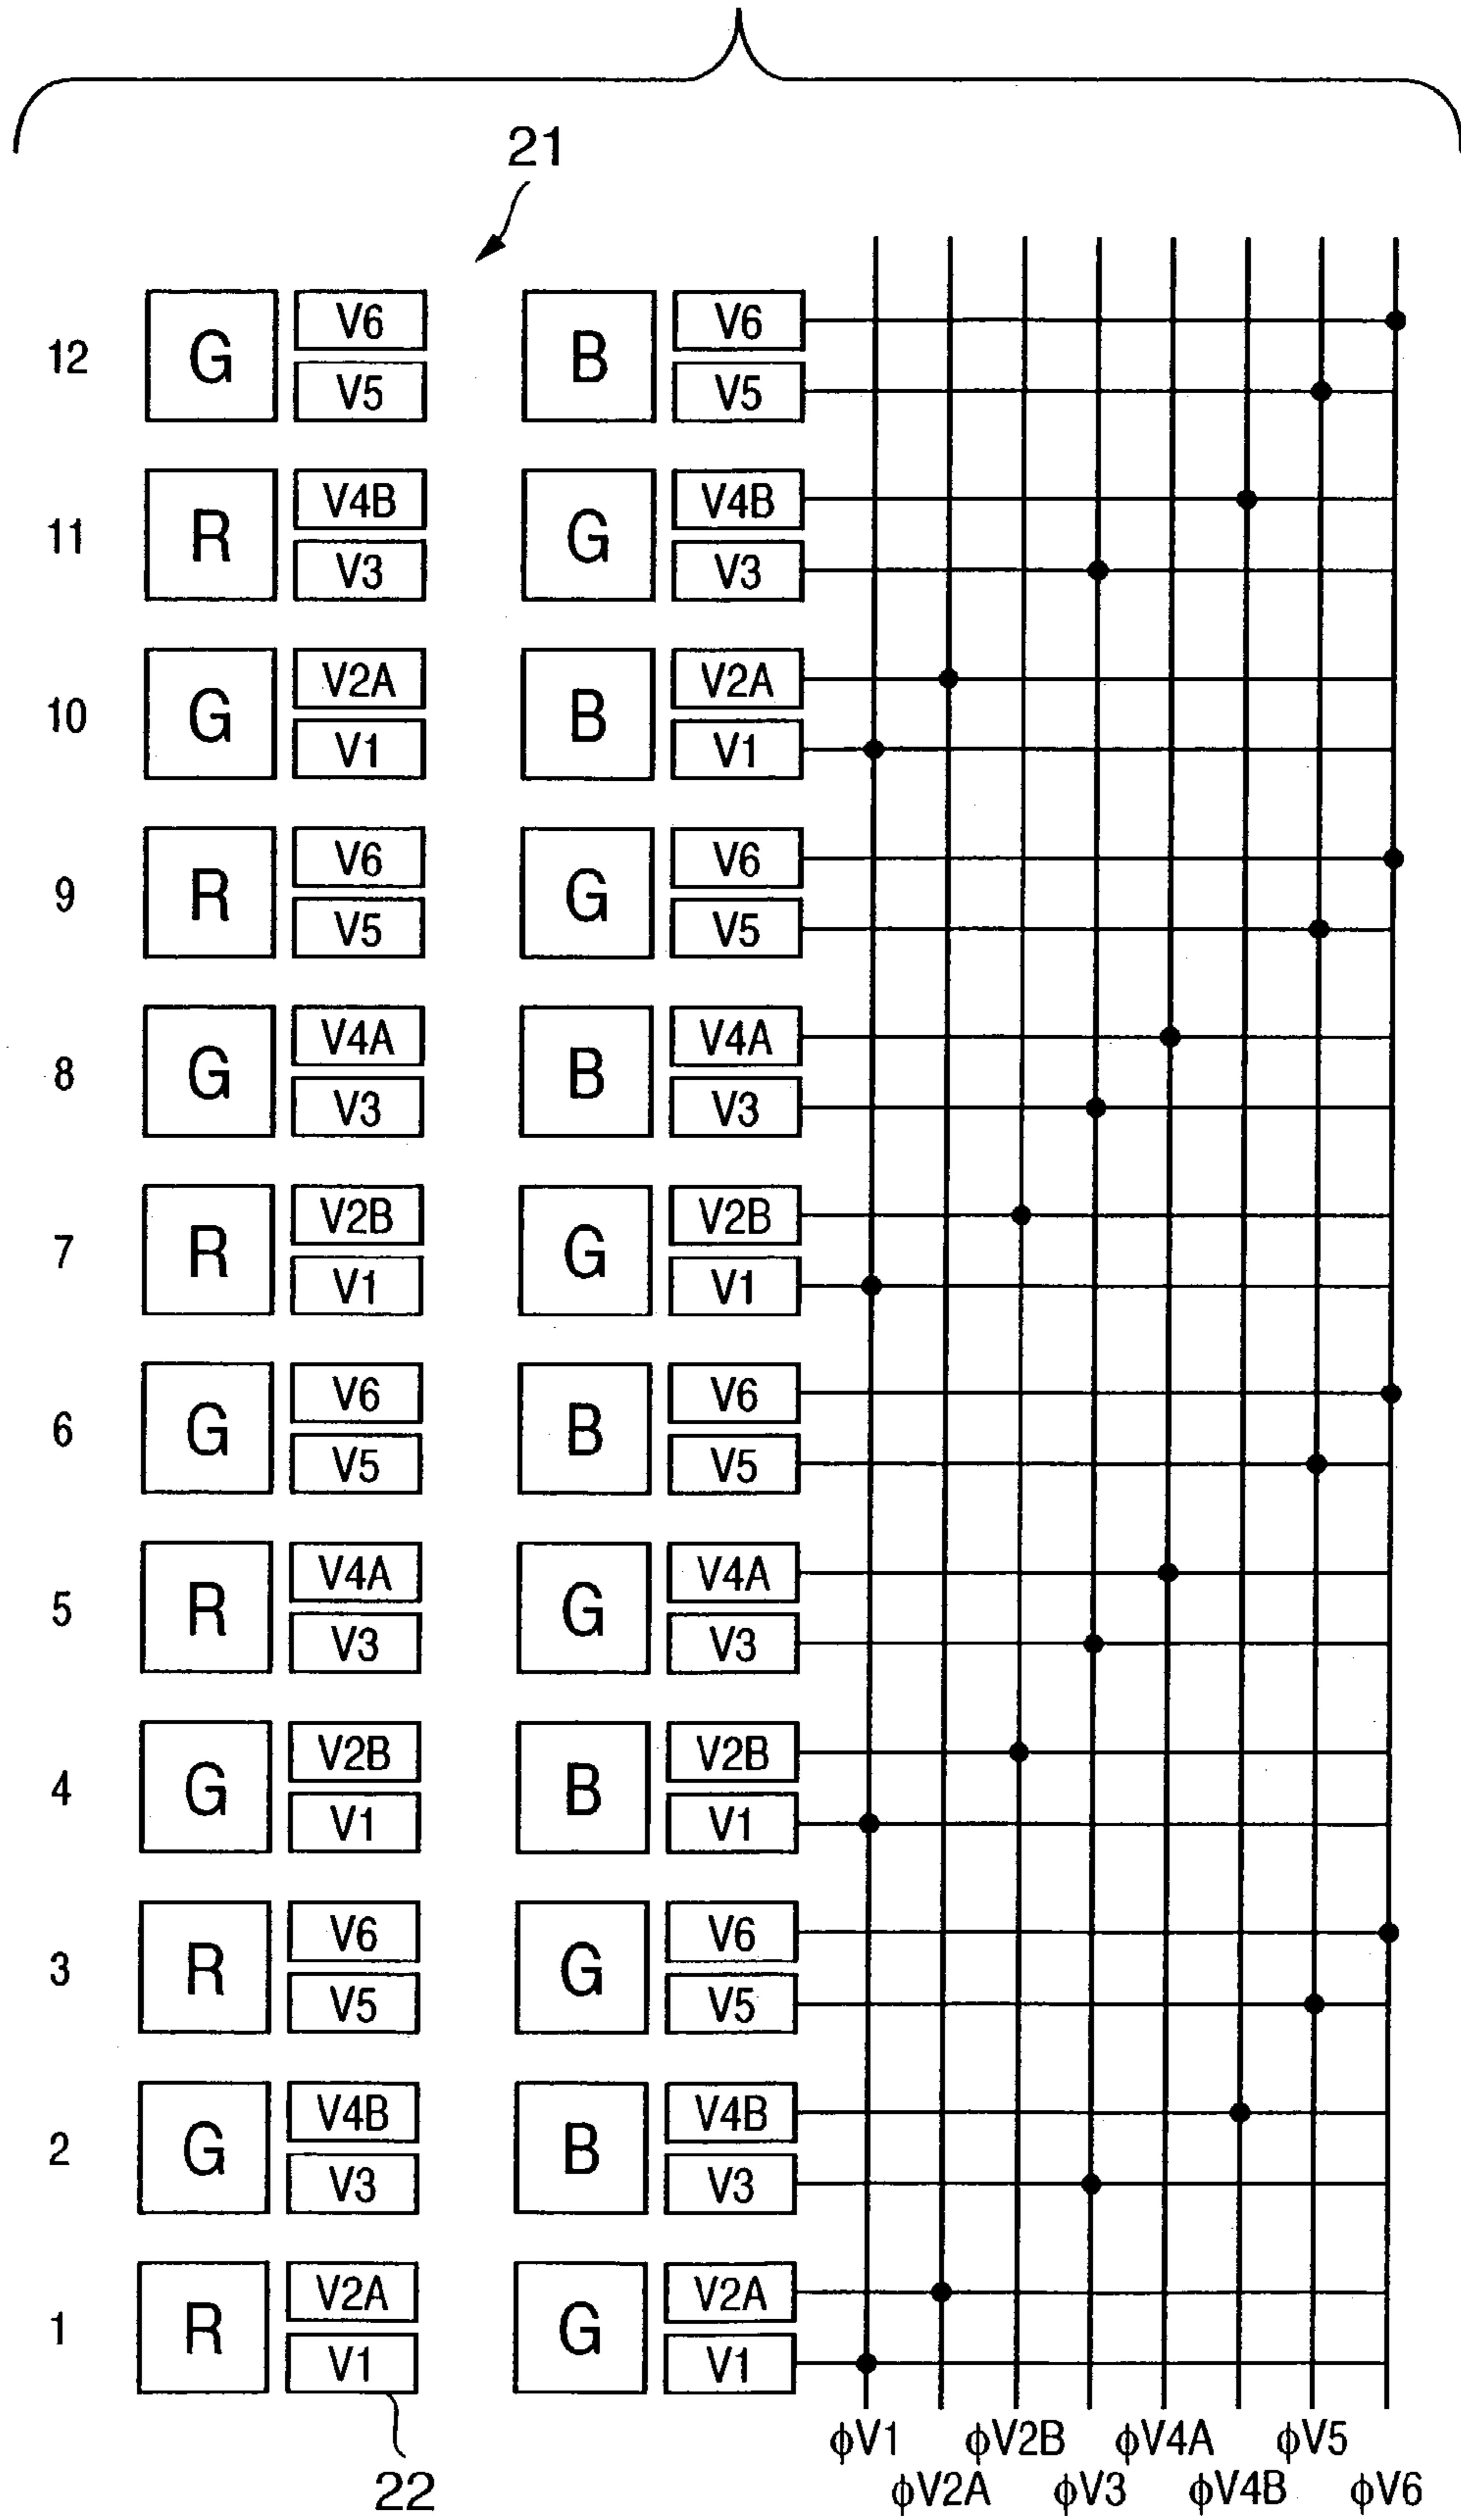 21
12 G V6 B V6
V5 V5
11 R V4B G V4B
V3 V3
10 G V2A B V2A
V1 V1
9 R V6 G V6
V5 V5
8 G V4A B V4A
V3 V3
7 R V2B G V2B
V1 V1
6 G V6 B V6
V5 V5
5 R V4A G V4A
V3 V3
4 G V2B B V2B
V1 V1
3 R V6 G V6
V5 V5
2 G V4B B V4B
V3 V3
1 R V2A G V2A
V1 V1
22
ϕV1 ϕV2B ϕV4A ϕV5
ϕV2A ϕV3 ϕV4B ϕV6